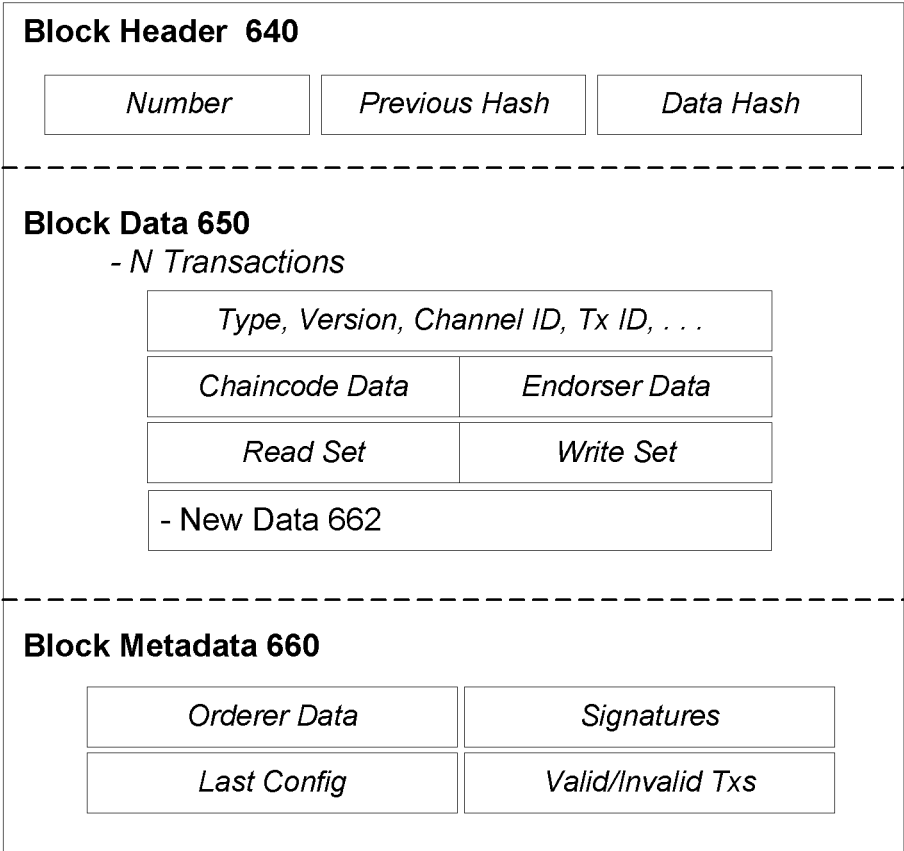 Block Header 640
Number Previous Hash Data Hash
Block Data 650
- N Transactions
Type, Version, Channel ID, Tx ID, . . .
Chaincode Data Endorser Data
Read Set Write Set
- New Data 662
Block Metadata 660
Orderer Data Signatures
Last Config Valid/Invalid Txs